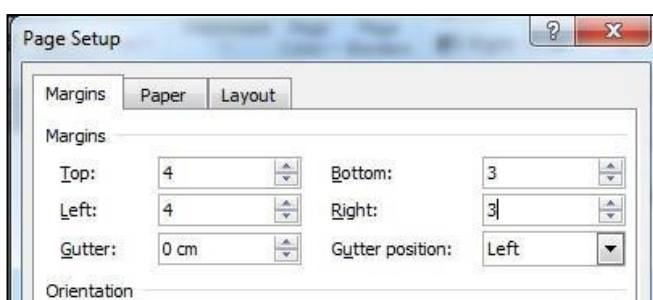 Page Setup
Margins Paper Layout
Margins
Top: 4 Bottom: 3
Left: 4 Right: 3
Gutter: 0 cm Gutter position: Left
Orientation